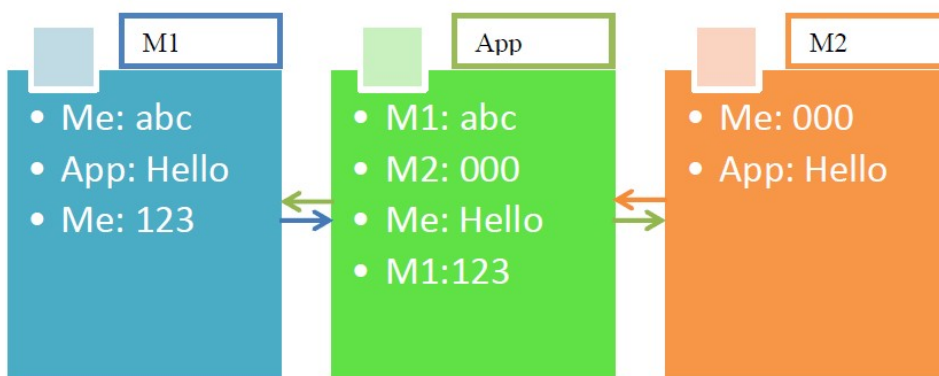 M1
• Me: abc
• App: Hello
• Me: 123
App
• M1: abc
• M2: 000
• Me: Hello
• M1:123
M2
• Me: 000
• App: Hello